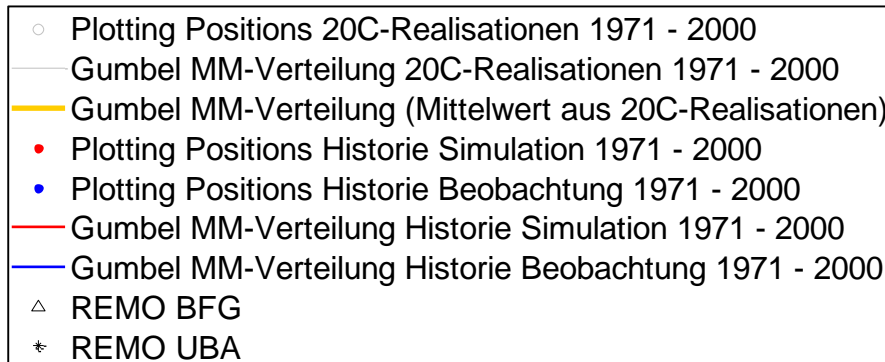 Plotting Positions 20C-Realisationen 1971 - 2000
Gumbel MM-Verteilung 20C-Realisationen 1971 - 2000
Gumbel MM-Verteilung (Mittelwert aus 20C-Realisationen)
Plotting Positions Historie Simulation 1971 - 2000
Plotting Positions Historie Beobachtung 1971 - 2000
Gumbel MM-Verteilung Historie Simulation 1971 - 2000
Gumbel MM-Verteilung Historie Beobachtung 1971 - 2000
REMO BFG
REMO UBA